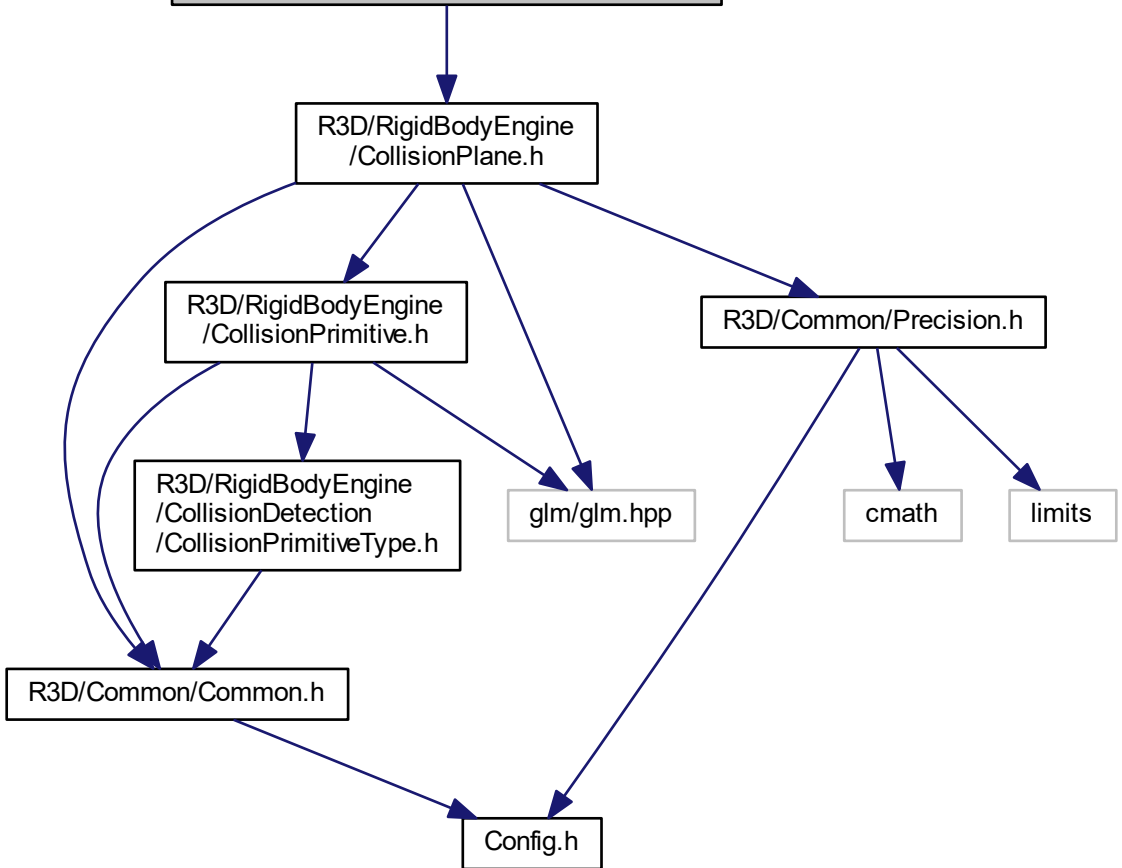 R3D/RigidBodyEngine
/CollisionPlane.h
R3D/RigidBodyEngine
/CollisionPrimitive.h
R3D/Common/Precision.h
R3D/RigidBodyEngine
/CollisionDetection
/CollisionPrimitiveType.h
glm/glm.hpp
cmath
limits
R3D/Common/Common.h
Config.h